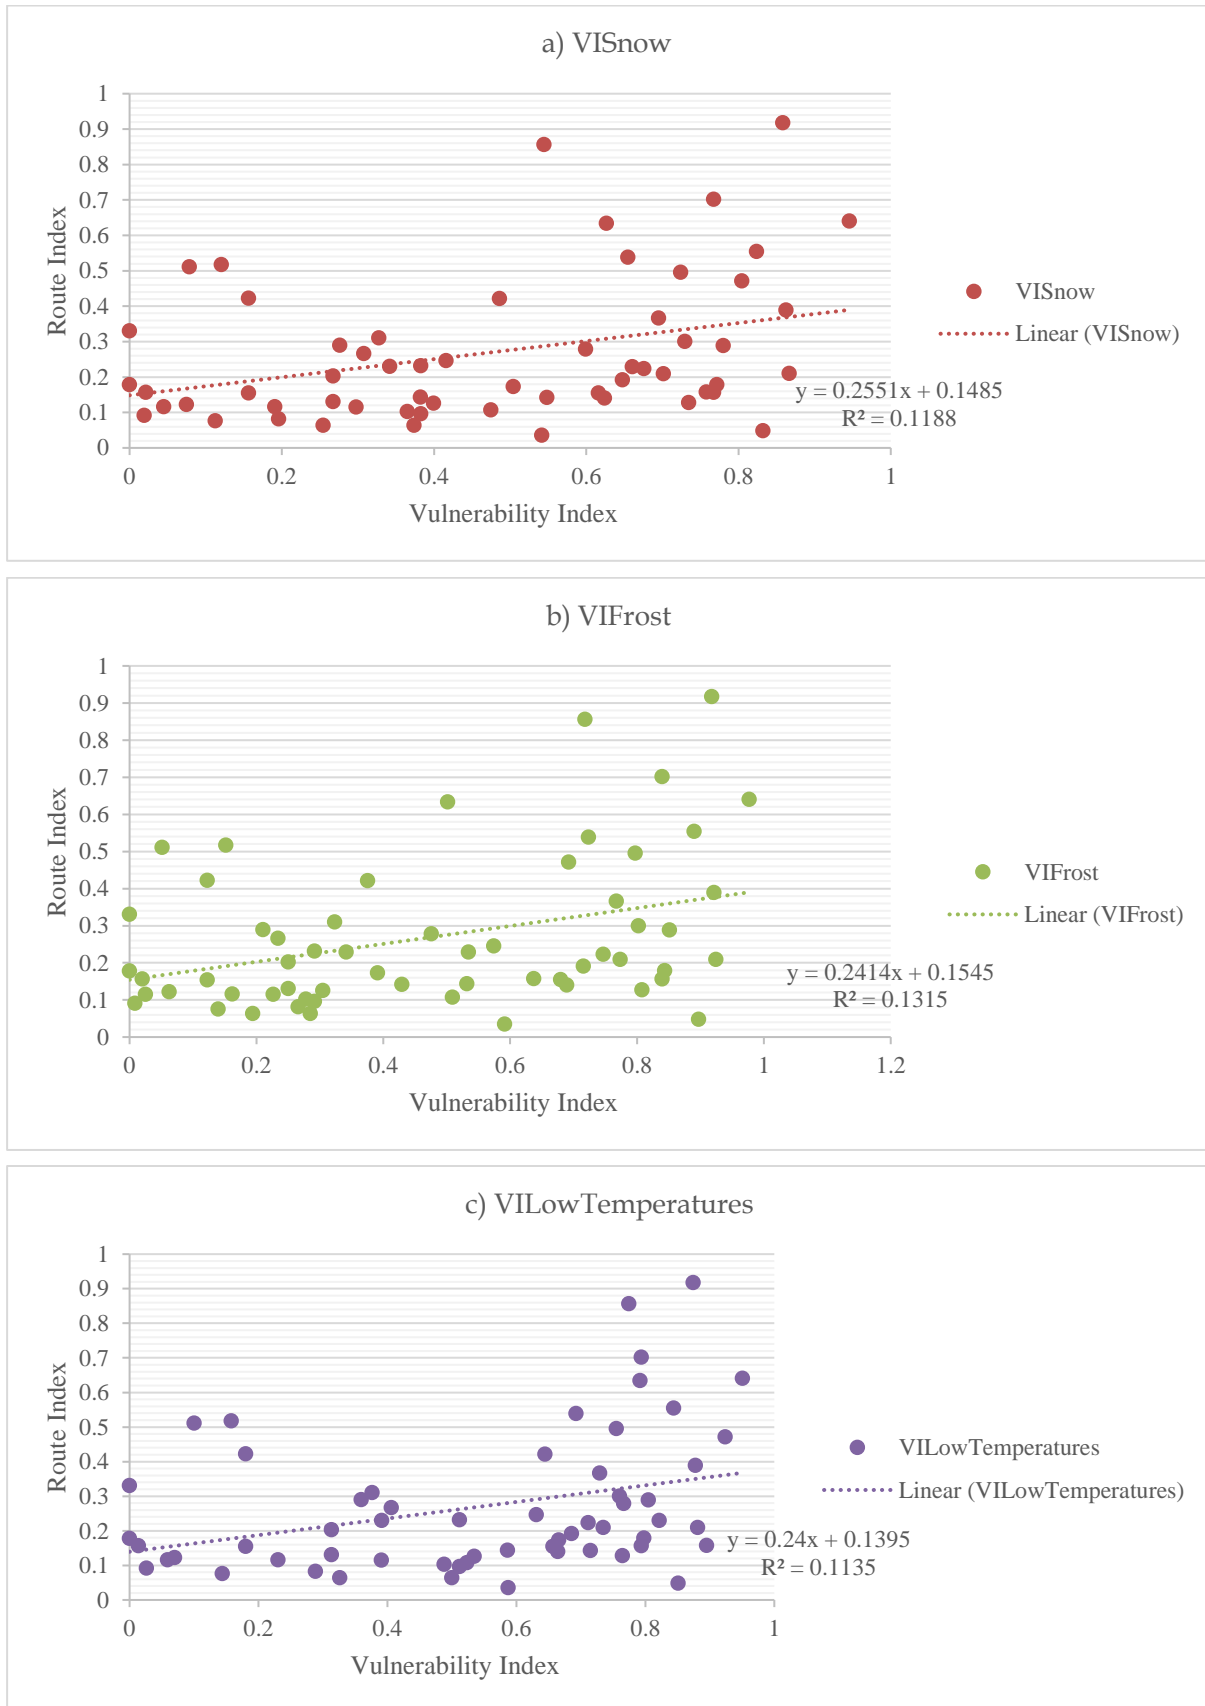 a) VISnow
1
0.9
0.8
0.7
0.6
0.5
0.4
0.3
0.2
0.1
0
Route Index
0 0.2 0.4 0.6 0.8 1
Vulnerability Index
VISnow
Linear (VISnow)
y = 0.2551x + 0.1485
R² = 0.1188
b) VIFrost
1
0.9
0.8
0.7
0.6
0.5
0.4
0.3
0.2
0.1
0
Route Index
0 0.2 0.4 0.6 0.8 1 1.2
Vulnerability Index
VIFrost
Linear (VIFrost)
y = 0.2414x + 0.1545
R² = 0.1315
c) VILowTemperatures
1
0.9
0.8
0.7
0.6
0.5
0.4
0.3
0.2
0.1
0
Route Index
0 0.2 0.4 0.6 0.8 1
Vulnerability Index
VILowTemperatures
Linear (VILowTemperatures)
y = 0.24x + 0.1395
R² = 0.1135